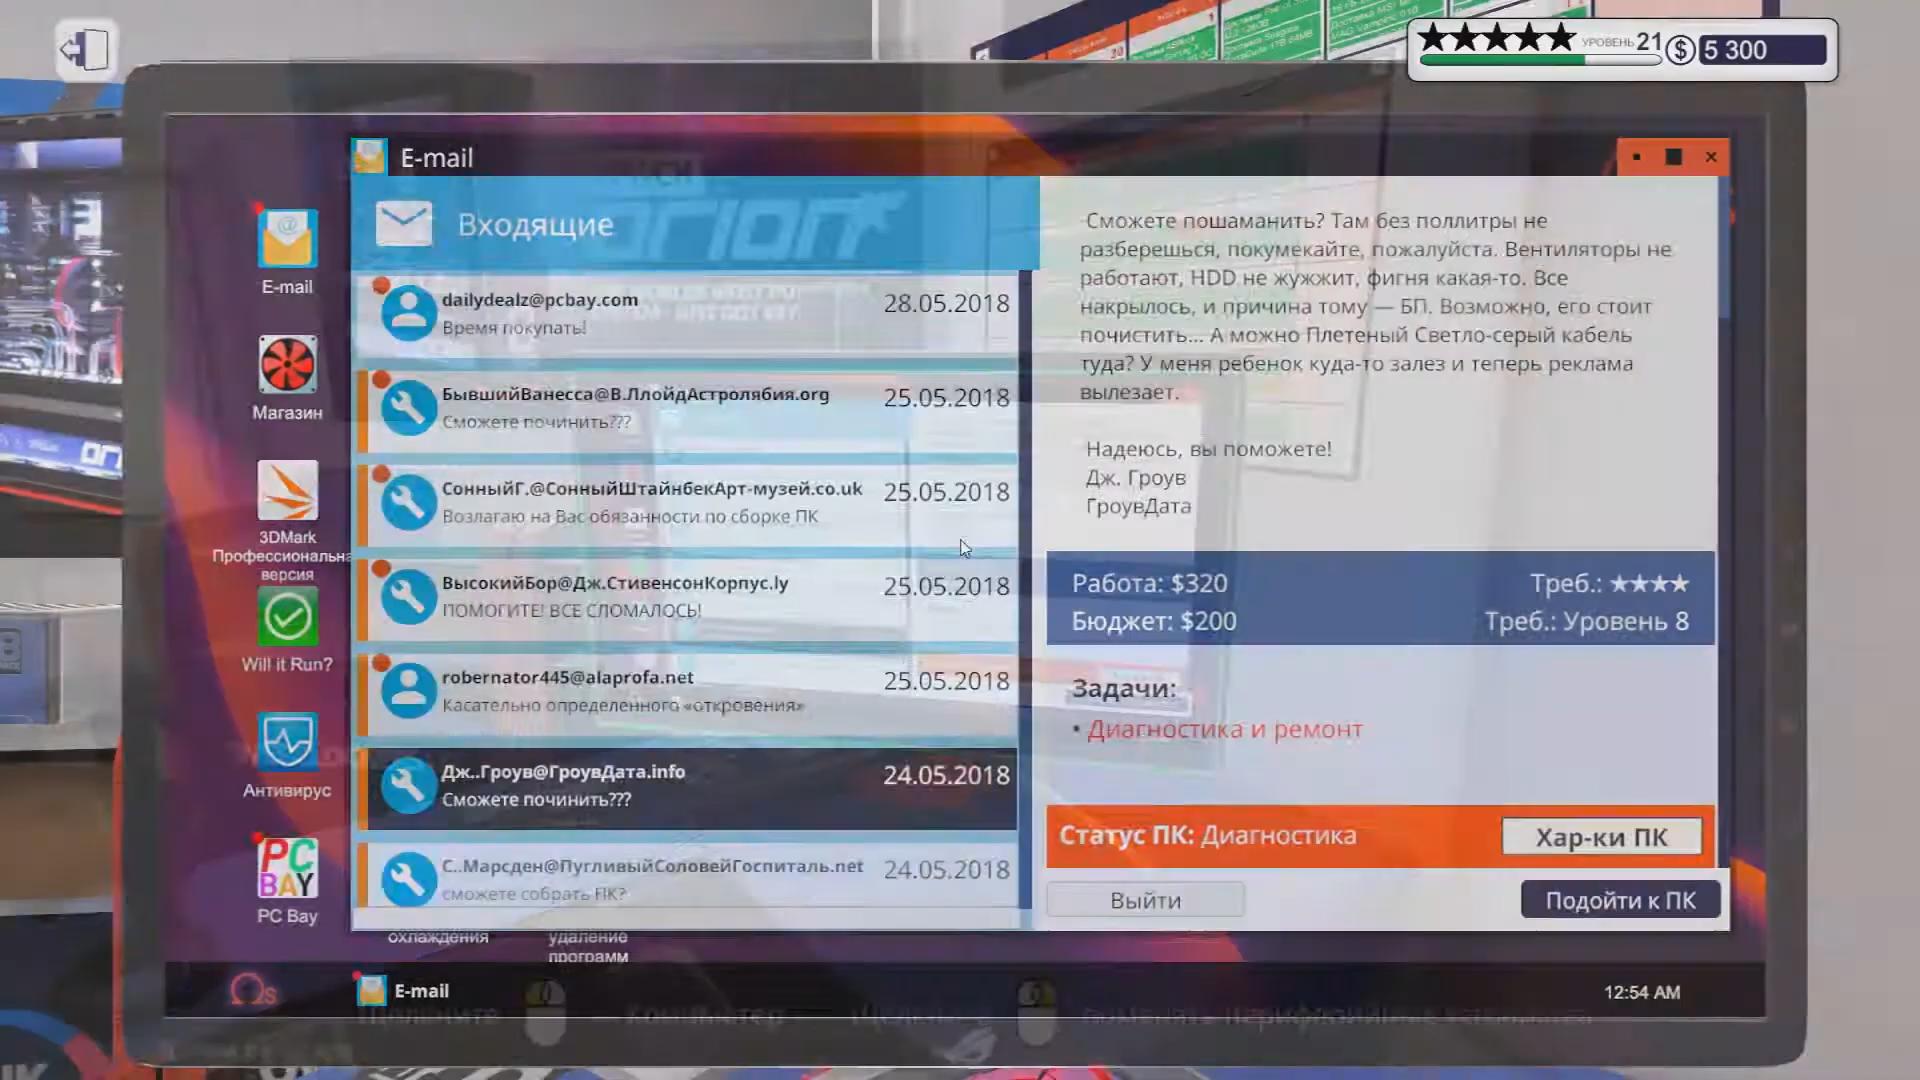 УРОВЕНЬ 21
$ 5 300
E-mail
Входящие
dailydealz@pcbay.com
28.05.2018
Время покупать!
БывшийВанесса@В.ЛлойдАстролябия.org
25.05.2018
Сможете починить???
СонныйГ.@СонныйШтайнбекАрт-музей.co.uk
25.05.2018
Возлагаю на Вас обязанности по сборке ПК
ВысокийБор@Дж.СтивенсонКорпус.ly
25.05.2018
ПОМОГИТЕ! ВСЕ СЛОМАЛОСЬ!
robernator445@alaprofa.net
25.05.2018
Касательно определенного «откровения»
Дж..Гроув@ГроувДата.info
24.05.2018
Сможете починить???
С..Марсден@ПугливыйСоловейГоспиталь.net
24.05.2018
сможете собрать ПК?
Сможете пошаманить? Там без поллитры не
разберешься, покумекайте, пожалуйста. Вентиляторы не
работают, HDD не жужжит, фигня какая-то. Все
накрылось, и причина тому — БП. Возможно, его стоит
почистить... А можно Плетеный Светло-серый кабель
туда? У меня ребенок куда-то залез и теперь реклама
вылезает.
Надеюсь, вы поможете!
Дж. Гроув
ГроувДата
Работа: $320
Треб.: ★★★★
Бюджет: $200
Треб.: Уровень 8
Задачи:
• Диагностика и ремонт
Статус ПК: Диагностика
Хар-ки ПК
Выйти
Подойти к ПК
E-mail
Магазин
3DMark
Профессиональна
версия
Will it Run?
Антивирус
PC
BAY
PC Bay
охлаждения
удаление
программ
E-mail
12:54 AM
orion